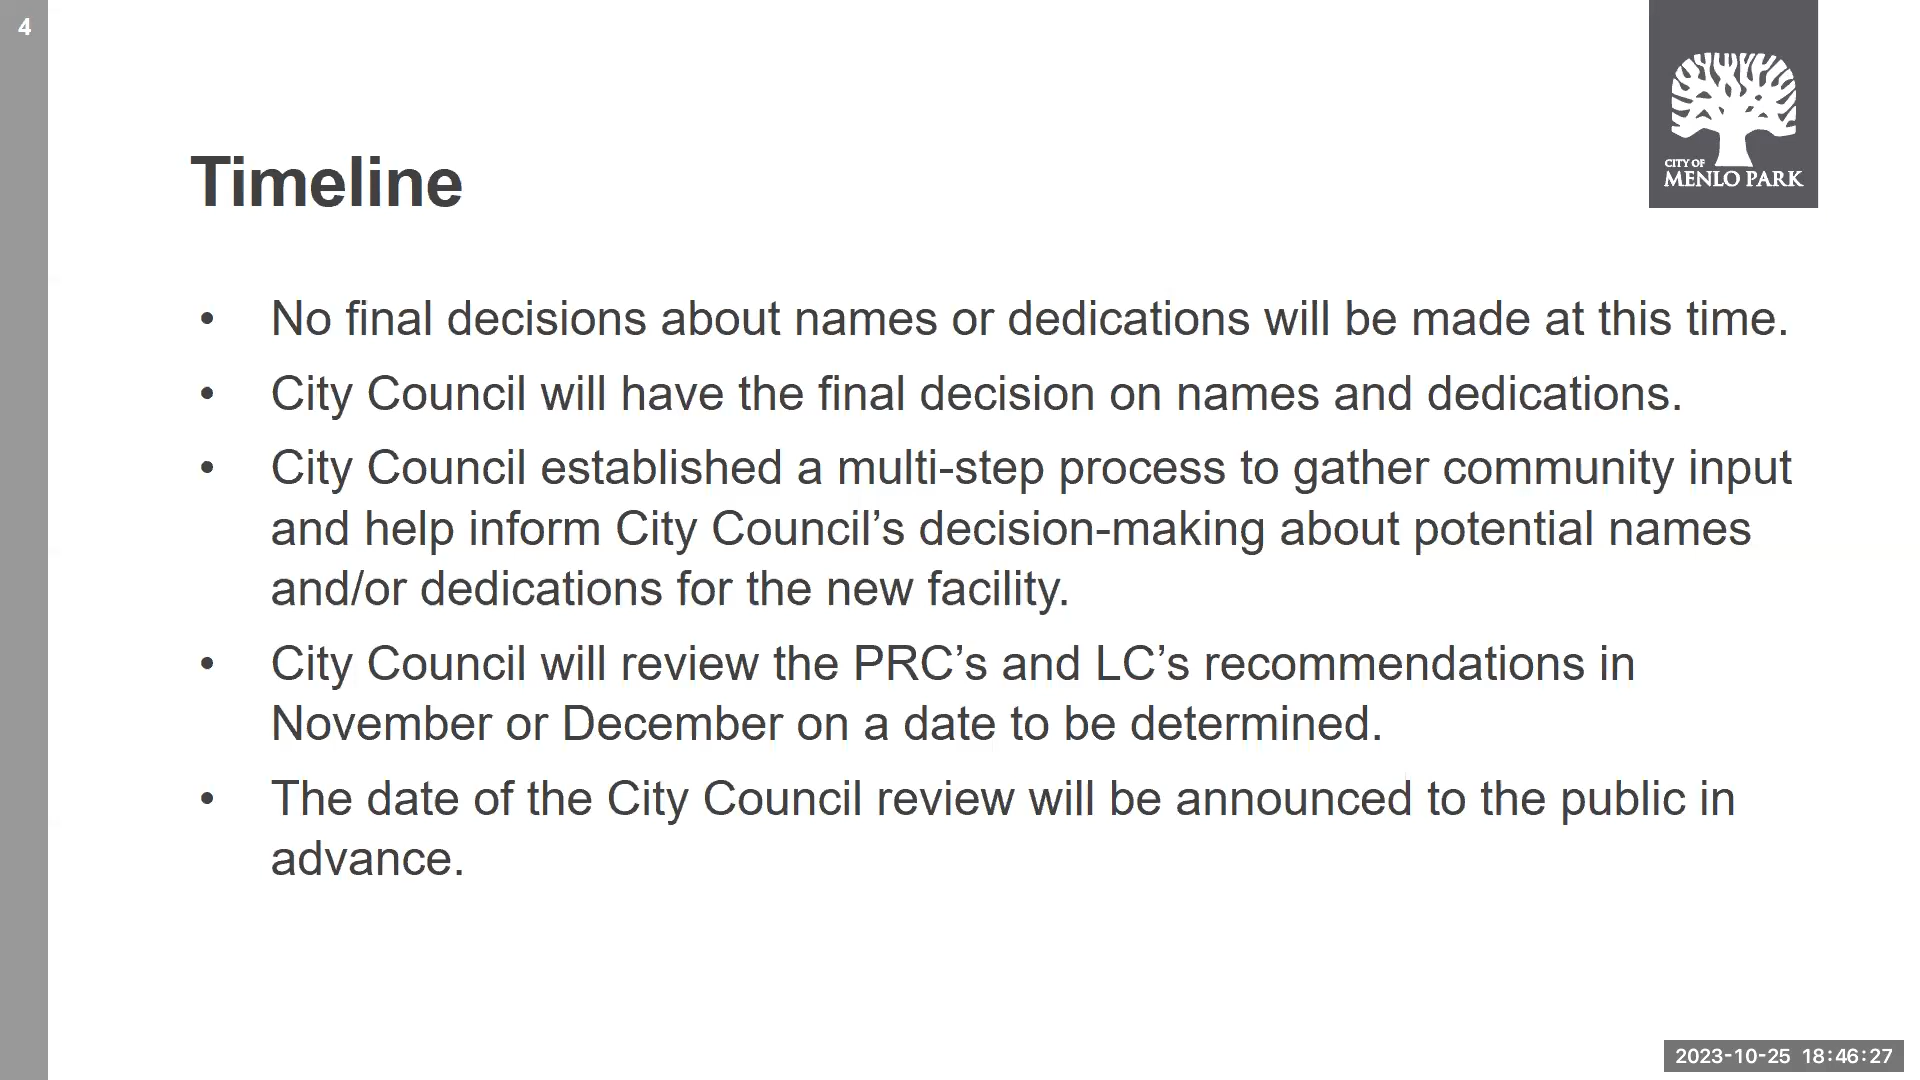 4
CITY OF
MENLO PARK
Timeline
• No final decisions about names or dedications will be made at this time.
• City Council will have the final decision on names and dedications.
• City Council established a multi-step process to gather community input
and help inform City Council’s decision-making about potential names
and/or dedications for the new facility.
• City Council will review the PRC’s and LC’s recommendations in
November or December on a date to be determined.
• The date of the City Council review will be announced to the public in
advance.
2023-10-25 18:46:27